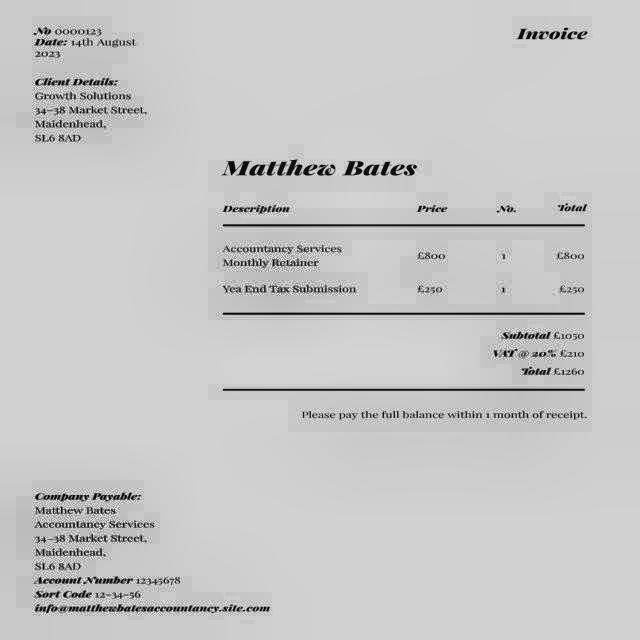 No 0000123
Date: 14th August
2023
Invoice
Client Details:
Growth Solutions
34–38 Market Street,
Maidenhead,
SL6 8AD
Matthew Bates
Description Price No. Total
Accountancy Services
Monthly Retainer £800 1 £800
Yea End Tax Submission £250 1 £250
Subtotal £1050
VAT @ 20% £210
Total £1260
Please pay the full balance within 1 month of receipt.
Company Payable:
Matthew Bates
Accountancy Services
34–38 Market Street,
Maidenhead,
SL6 8AD
Account Number 12345678
Sort Code 12–34–56
info@matthewbatesaccountancy.site.com